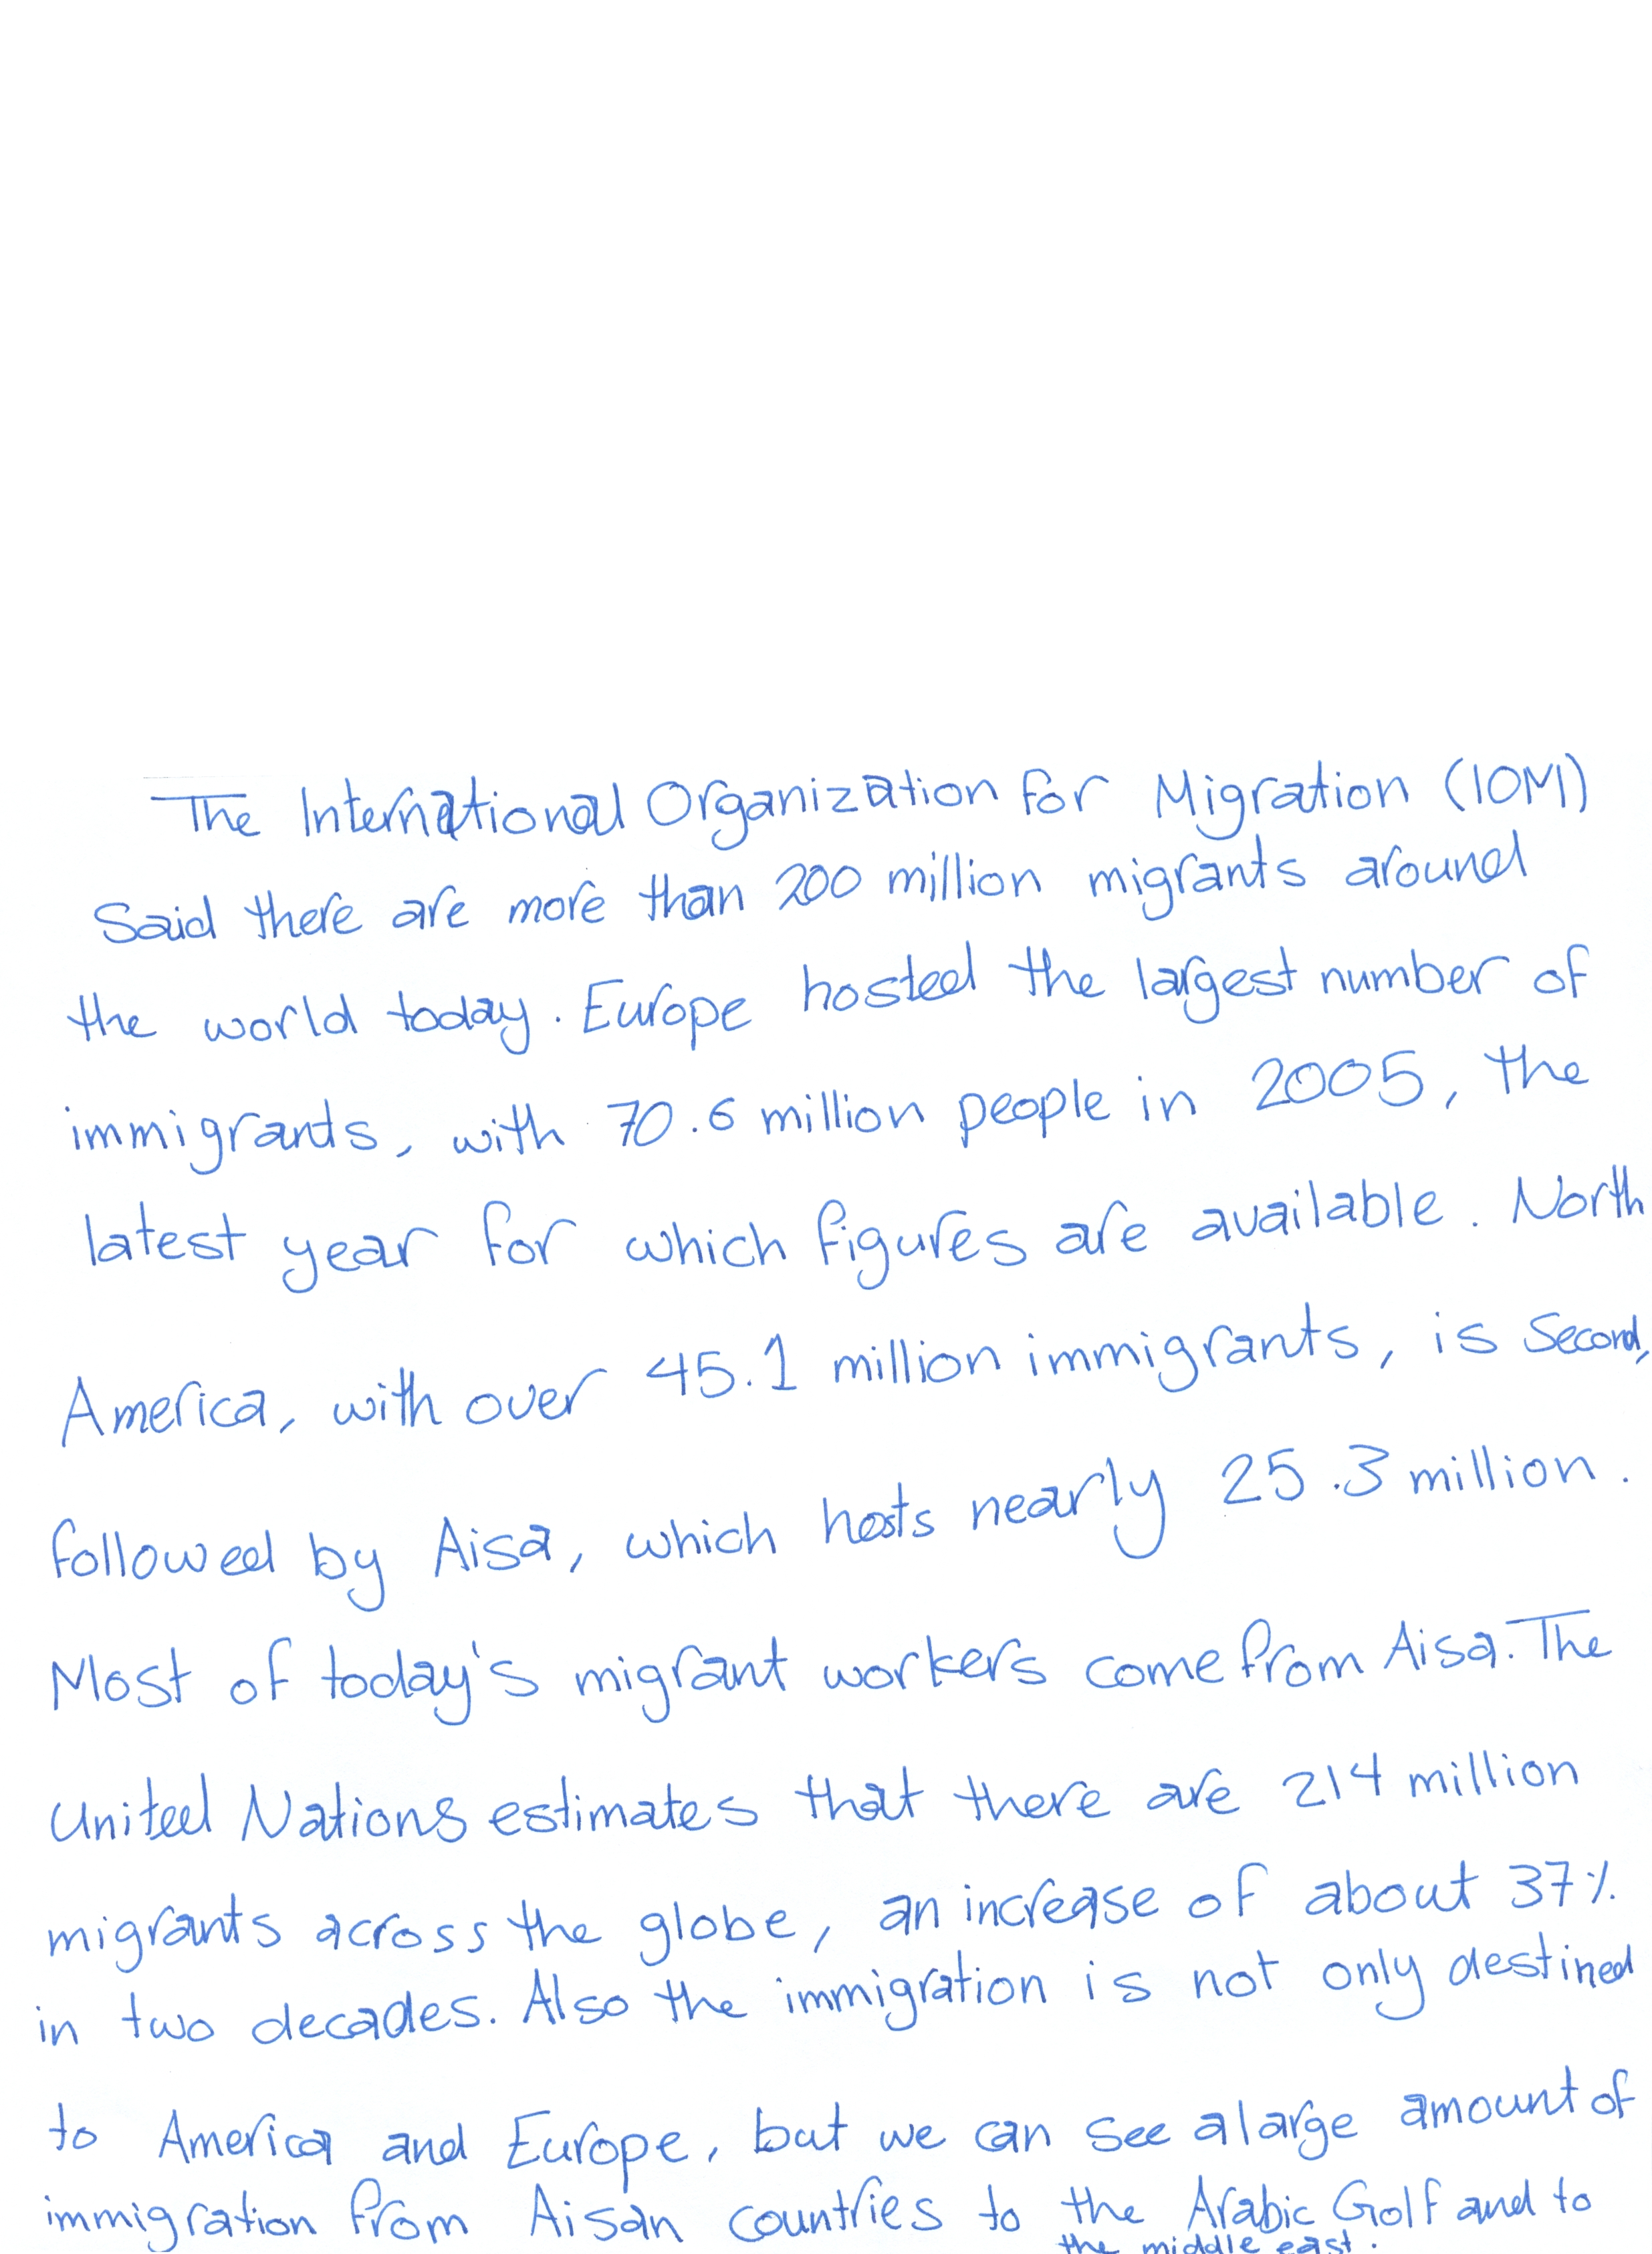 The International Organization for Migration (IOM)
Said there are more than 200 million migrants around
the world today. Europe hosted the largest number of
immigrants, with 70.6 million people in 2005, the
latest year for which figures are available. North
America, with over 45.1 million immigrants, is Second,
followed by Aisa, which hosts nearly 25.3 million.
Most of today's migrant workers come from Aisa. The
United Nations estimates that there are 214 million
migrants across the globe, an increase of about 37%
in two decades. Also the immigration is not only destined
to America and Europe, but we can see a large amount of
immigration from Aisan countries to the Arabic Golf and to
the middle east.